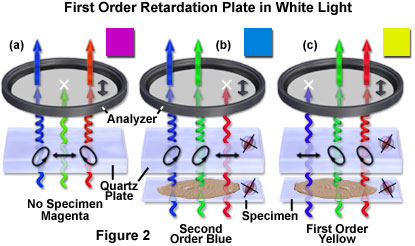 First Order Retardation Plate in White Light
(a)
(b)
(c)
Analyzer
Quartz
Plate
No Specimen
Magenta
Specimen
Second
Order Blue
First Order
Yellow
Figure 2